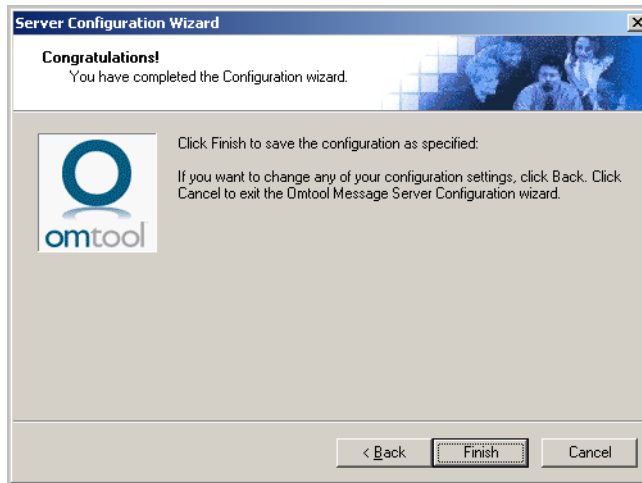 Server Configuration Wizard
Congratulations!
You have completed the Configuration wizard.
Click Finish to save the configuration as specified:
If you want to change any of your configuration settings, click Back. Click
Cancel to exit the Omtool Message Server Configuration wizard.
omtool
< Back
Finish
Cancel